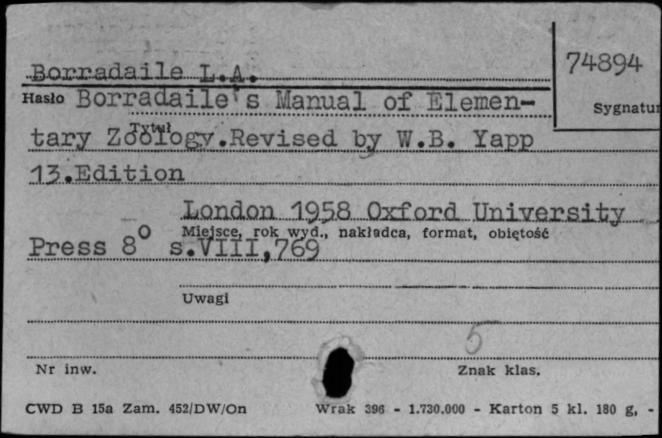 Borradaile L.A.
74894
Hasło Borradaile's Manual of Elemen-
Sygnatur
tary Zoology.Revised by W.B. Yapp
Tytuł
13.Edition
London 1958 Oxford University
Miejsce, rok wyd., nakładca, format, objętość
Press 8° s.VIII,769
Uwagi
5
Nr inw.
Znak klas.
CWD B 15a Zam. 452/DW/On Wrak 396 - 1.730.000 - Karton 5 kl. 180 g, -